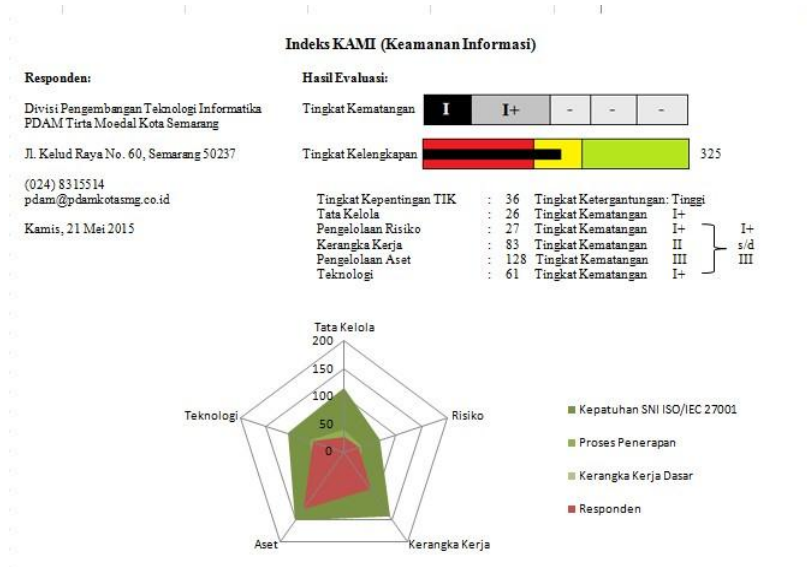 Indeks KAMI (Keamanan Informasi)
Responden:
Divisi Pengembangan Teknologi Informatika
PDAM Tirta Moedal Kota Semarang
Jl. Kelud Raya No. 60, Semarang 50237
(024) 8315514
pdam@pdamkotasmg.co.id
Kamis, 21 Mei 2015
Hasil Evaluasi:
Tingkat Kematangan I I+ - - -
Tingkat Kelengkapan 325
Tingkat Kepentingan TIK : 36 Tingkat Ketergantungan: Tinggi
Tata Kelola : 26 Tingkat Kematangan I+
Pengelolaan Risiko : 27 Tingkat Kematangan I+ I+
Kerangka Kerja : 83 Tingkat Kematangan II s/d
Pengelolaan Aset : 128 Tingkat Kematangan III III
Teknologi : 61 Tingkat Kematangan I+
Tata Kelola
200
150
100
50
0
Teknologi
Risiko
Aset
Kerangka Kerja
Kepatuhan SNI ISO/IEC 27001
Proses Penerapan
Kerangka Kerja Dasar
Responden